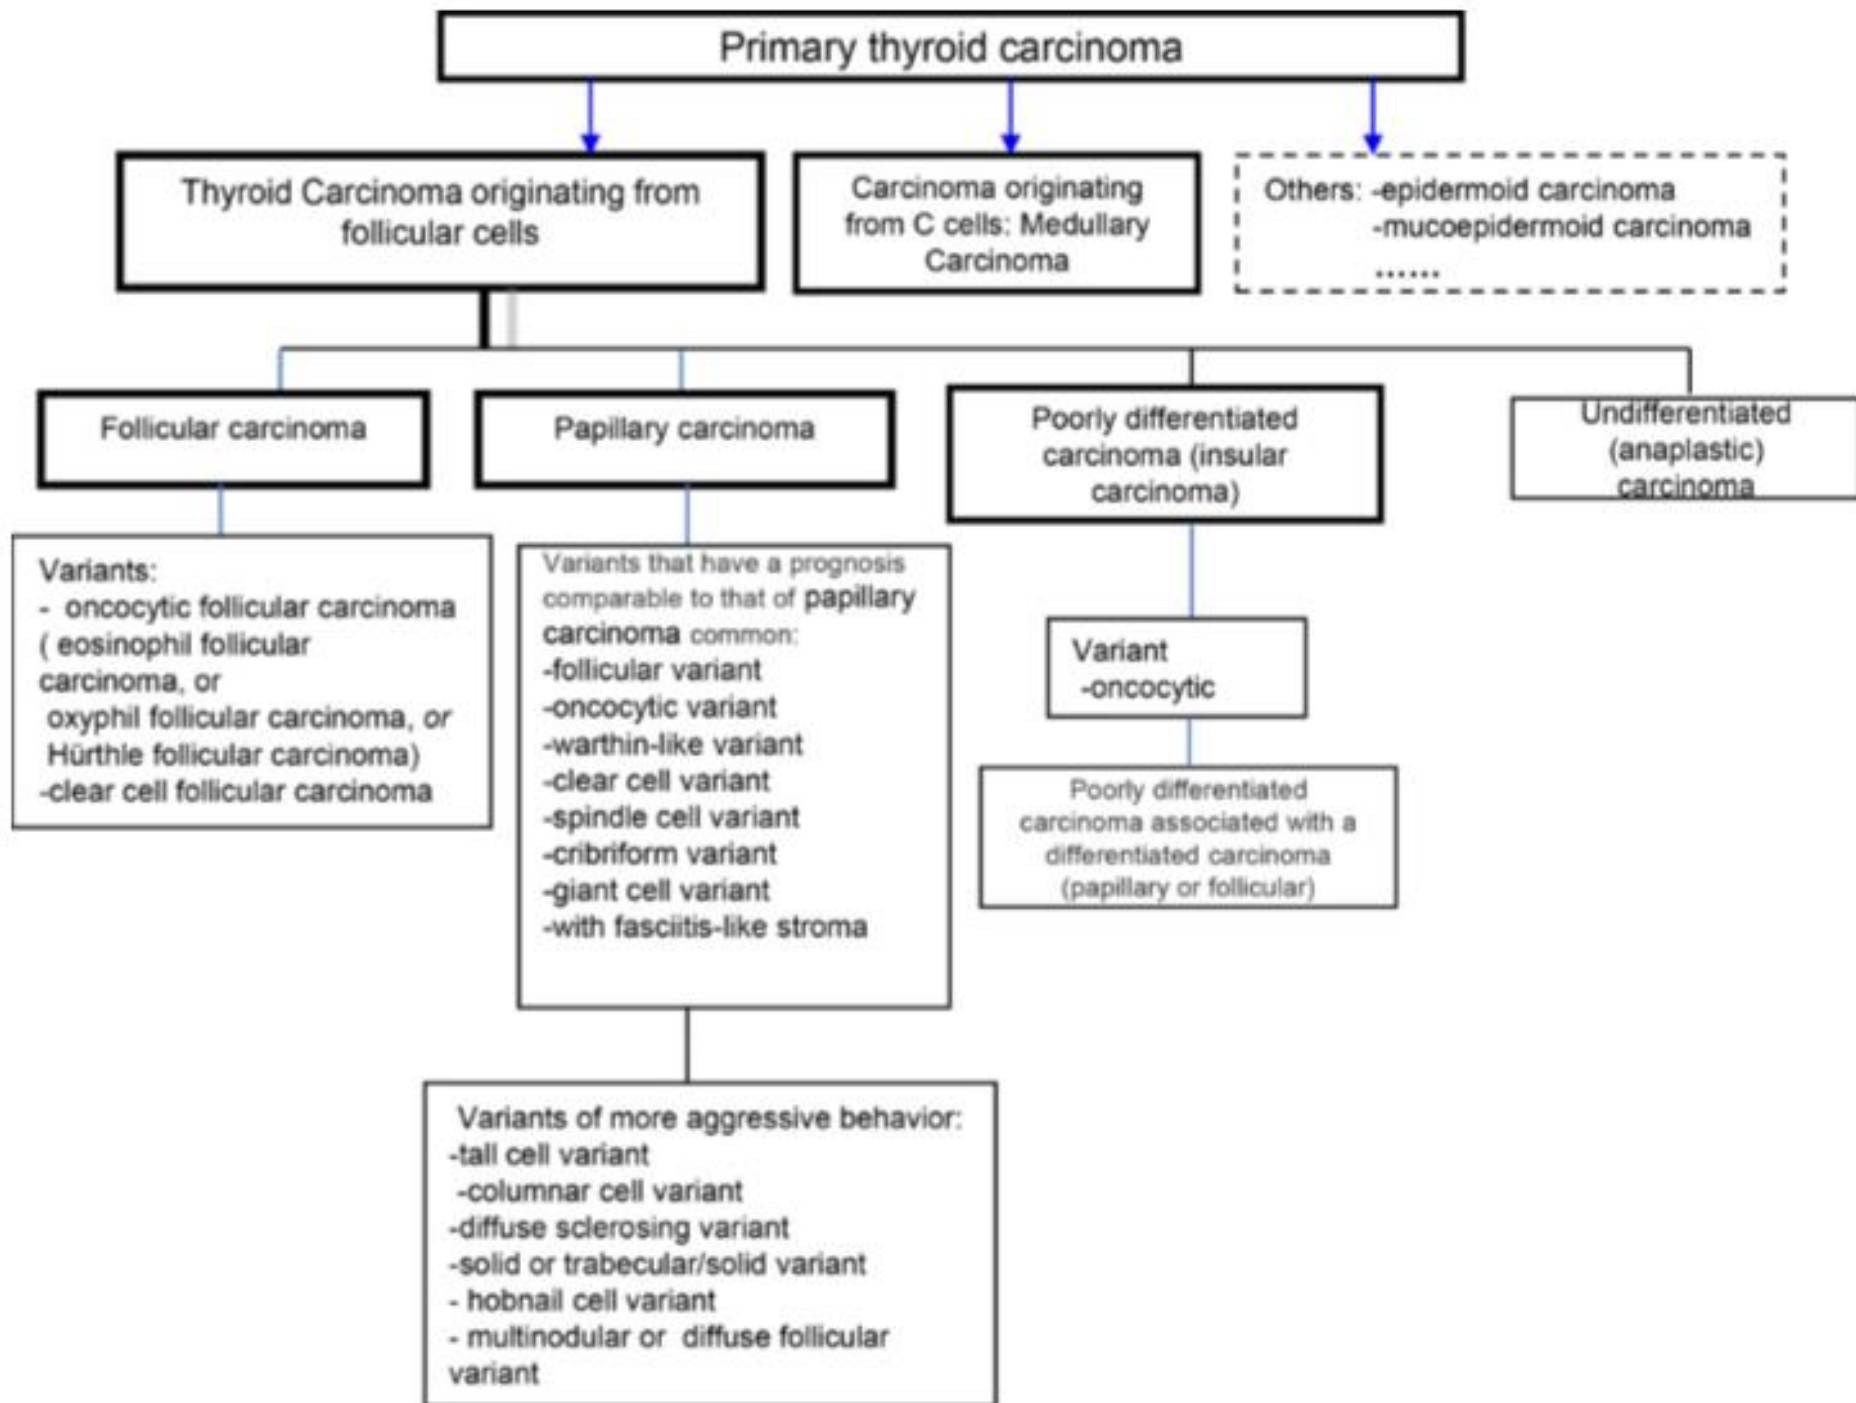 Primary thyroid carcinoma
Thyroid Carcinoma originating from
follicular cells
Carcinoma originating
from C cells: Medullary
Carcinoma
Others: -epidermoid carcinoma
-mucoepidermoid carcinoma
......
Follicular carcinoma
Papillary carcinoma
Poorly differentiated
carcinoma (insular
carcinoma)
Undifferentiated
(anaplastic)
carcinoma
Variants:
- oncocytic follicular carcinoma
( eosinophil follicular
carcinoma, or
oxyphil follicular carcinoma, or
Hürthle follicular carcinoma)
-clear cell follicular carcinoma
Variants that have a prognosis
comparable to that of papillary
carcinoma common:
-follicular variant
-oncocytic variant
-warthin-like variant
-clear cell variant
-spindle cell variant
-cribriform variant
-giant cell variant
-with fasciitis-like stroma
Variant
-oncocytic
Poorly differentiated
carcinoma associated with a
differentiated carcinoma
(papillary or follicular)
Variants of more aggressive behavior:
-tall cell variant
-columnar cell variant
-diffuse sclerosing variant
-solid or trabecular/solid variant
- hobnail cell variant
- multinodular or diffuse follicular
variant